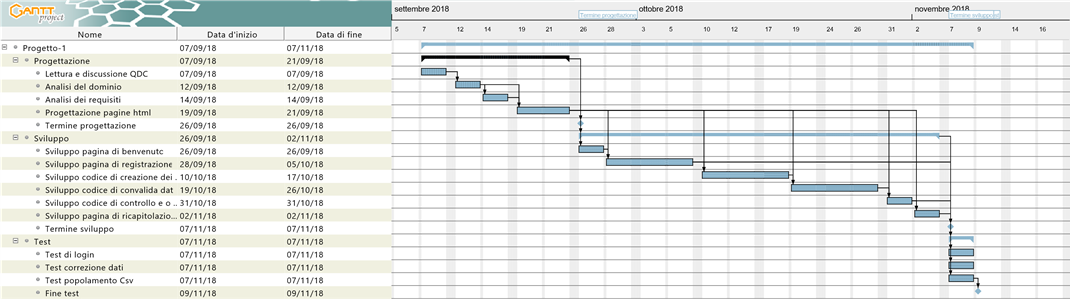 GANTT
project
settembre 2018
Termine progettazione
ottobre 2018
novembre 2018
Termine sviluppo
Nome Data d'inizio Data di fine
5 7 12 14 19 21 26 28 3 5 10 12 17 19 24 26 31 2 7 9 14 16
Progetto-1 07/09/18 07/11/18
Progettazione 07/09/18 21/09/18
Lettura e discussione QDC 07/09/18 07/09/18
Analisi del dominio 12/09/18 12/09/18
Analisi dei requisiti 14/09/18 14/09/18
Progettazione pagine html 19/09/18 21/09/18
Termine progettazione 26/09/18 26/09/18
Sviluppo 26/09/18 02/11/18
Sviluppo pagina di benvenutc 26/09/18 26/09/18
Sviluppo pagina di registrazione 28/09/18 05/10/18
Sviluppo codice di creazione dei . 10/10/18 17/10/18
Sviluppo codice di convalida dat 19/10/18 26/10/18
Sviluppo codice di controllo e o .. 31/10/18 31/10/18
Sviluppo pagina di ricapitolazio... 02/11/18 02/11/18
Termine sviluppo 07/11/18 07/11/18
Test 07/11/18 07/11/18
Test di login 07/11/18 07/11/18
Test correzione dati 07/11/18 07/11/18
Test popolamento Csv 07/11/18 07/11/18
Fine test 09/11/18 09/11/18